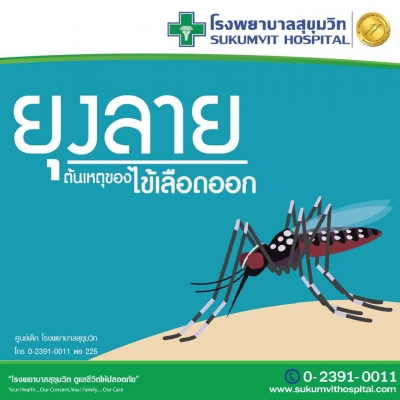 โรงพยาบาลสุขุมวิท
SUKUMVIT HOSPITAL
ยุงลาย
ต้นเหตุของไข้เลือดออก
ศูนย์เด็ก โรงพยาบาลสุขุมวิท
โทร 0-2391-0011 ต่อ 225
"โรงพยาบาลสุขุมวิท ดูแลชีวิตให้ปลอดภัย"
Your Health....Our Concern,Your Family....Our Care
0-2391-0011
www.sukumvithospital.com